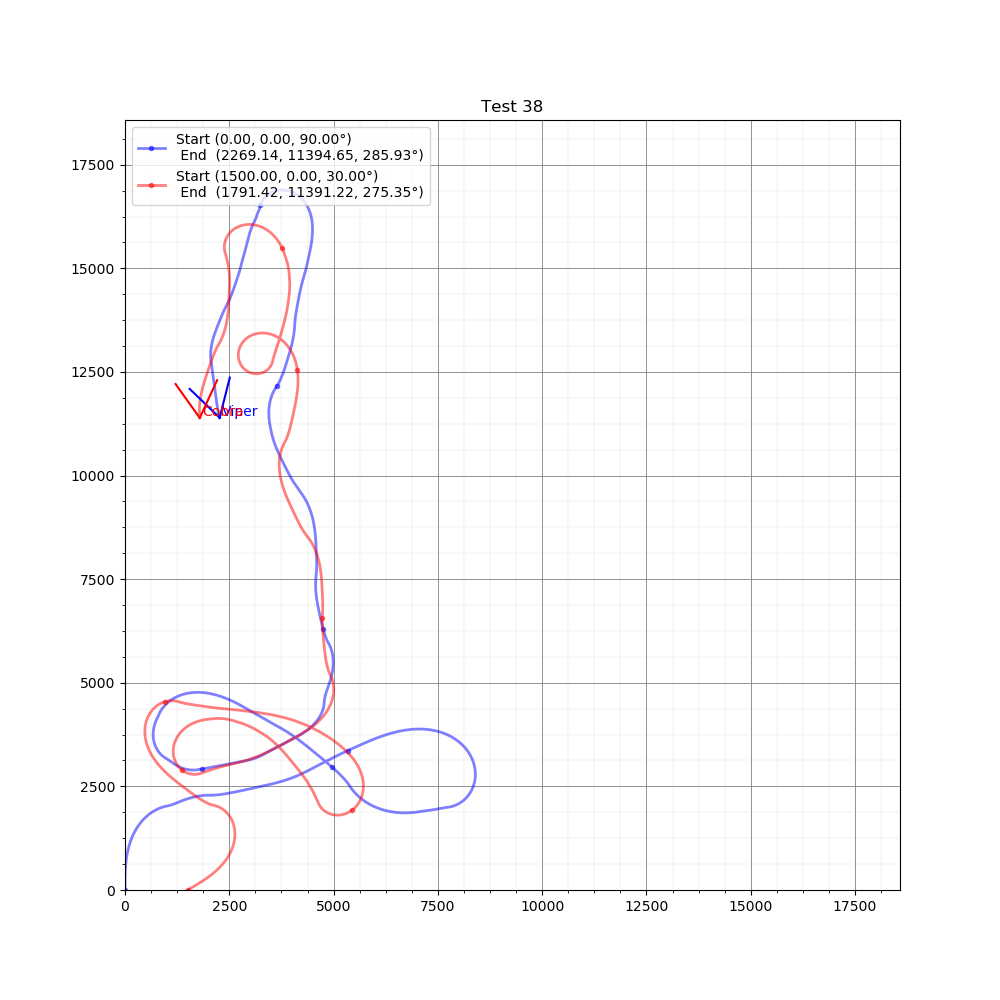 Test 38
Start (0.00, 0.00, 90.00°)
End (2269.14, 11394.65, 285.93°)
Start (1500.00, 0.00, 30.00°)
End (1791.42, 11391.22, 275.35°)
17500
15000
12500
10000
7500
5000
2500
0
0 2500 5000 7500 10000 12500 15000 17500